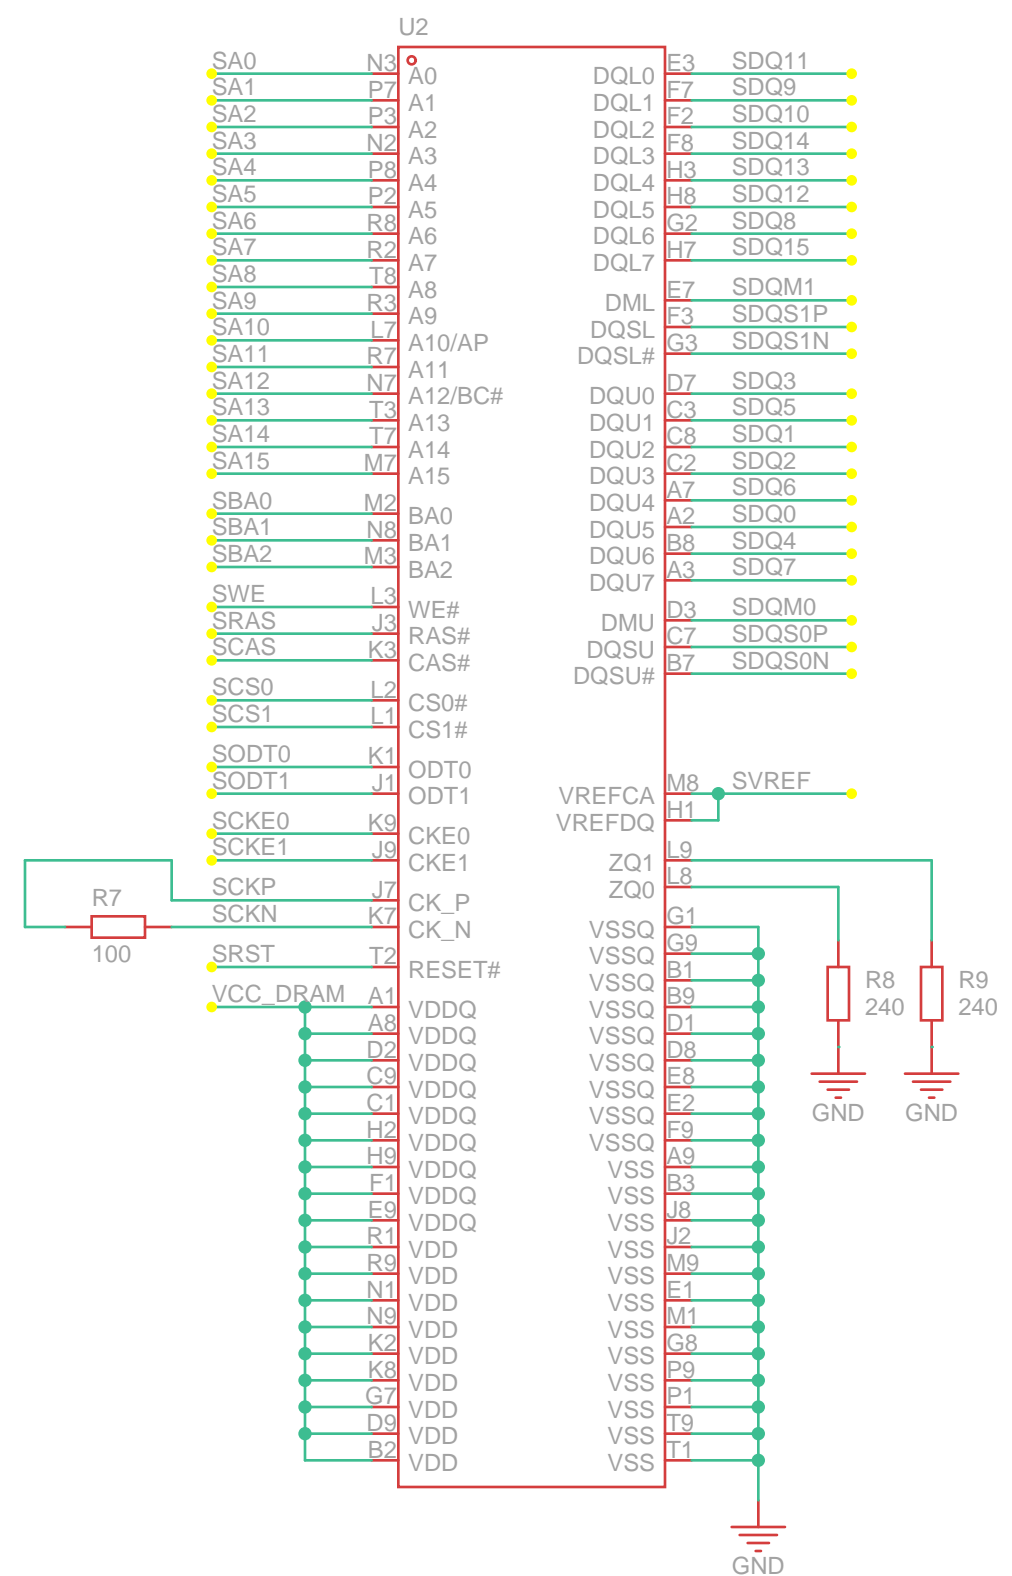 U2
SA0 N3 A0 DQL0 E3 SDQ11
SA1 P7 A1 DQL1 F7 SDQ9
SA2 P3 A2 DQL2 F2 SDQ10
SA3 N2 A3 DQL3 F8 SDQ14
SA4 P8 A4 DQL4 H3 SDQ13
SA5 P2 A5 DQL5 H8 SDQ12
SA6 R8 A6 DQL6 G2 SDQ8
SA7 R2 A7 DQL7 H7 SDQ15
SA8 T8 A8 DML E7 SDQM1
SA9 R3 A9 DQSL F3 SDQS1P
SA10 L7 A10/AP DQSL# G3 SDQS1N
SA11 R7 A11
SA12 N7 A12/BC# DQU0 D7 SDQ3
SA13 T3 A13 DQU1 C3 SDQ5
SA14 T7 A14 DQU2 C8 SDQ1
SA15 M7 A15 DQU3 C2 SDQ2
SBA0 M2 BA0 DQU4 A7 SDQ6
SBA1 N8 BA1 DQU5 A2 SDQ0
SBA2 M3 BA2 DQU6 B8 SDQ4
DQU7 A3 SDQ7
SWE L3 WE# DMU D3 SDQM0
SRAS J3 RAS# DQSU C7 SDQS0P
SCAS K3 CAS# DQSU# B7 SDQS0N
SCS0 L2 CS0#
SCS1 L1 CS1#
SODT0 K1 ODT0
SODT1 J1 ODT1 VREFCA M8 SVREF
VREFDQ H1
SCKE0 K9 CKE0
SCKE1 J9 CKE1 ZQ1 L9
ZQ0 L8
SCKP J7 CK_P
R7 SCKN K7 CK_N VSSQ G1
100
VSSQ G9
SRST T2 RESET# VSSQ B1
R8 R9
240 240
VCC_DRAM A1 VDDQ VSSQ B9
A8 VDDQ VSSQ D1
D2 VDDQ VSSQ D8
C9 VDDQ VSSQ E8
C1 VDDQ VSSQ E2
GND GND
H2 VDDQ VSSQ F9
H9 VDDQ VSS A9
F1 VDDQ VSS B3
E9 VDDQ VSS J8
R1 VDD VSS J2
R9 VDD VSS M9
N1 VDD VSS E1
N9 VDD VSS M1
K2 VDD VSS G8
K8 VDD VSS P9
G7 VDD VSS P1
D9 VDD VSS T9
B2 VDD VSS T1
GND